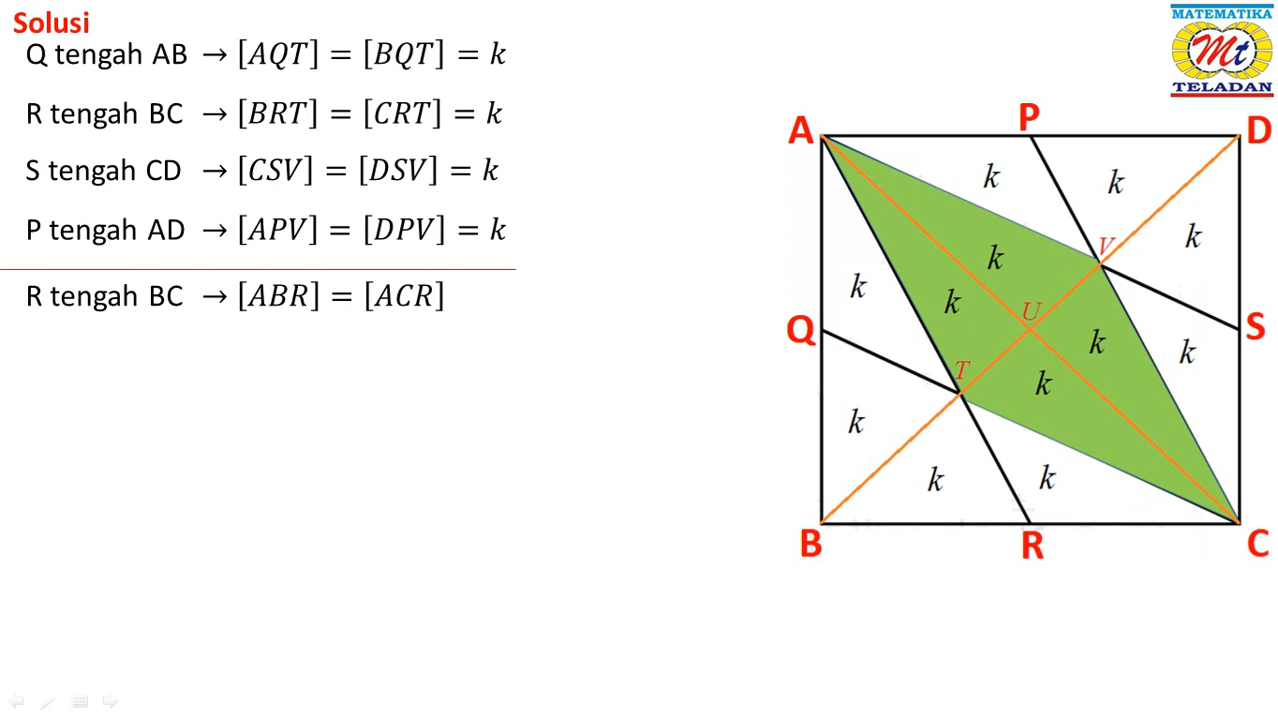 Solusi
Q tengah AB → [AQT] = [BQT] = k
R tengah BC → [BRT] = [CRT] = k
S tengah CD → [CSV] = [DSV] = k
P tengah AD → [APV] = [DPV] = k
R tengah BC → [ABR] = [ACR]
MATEMATIKA
Mt
TELADAN
A P D
k k
V k
k
k k U
Q S
k k
T k
k
k k
B R C